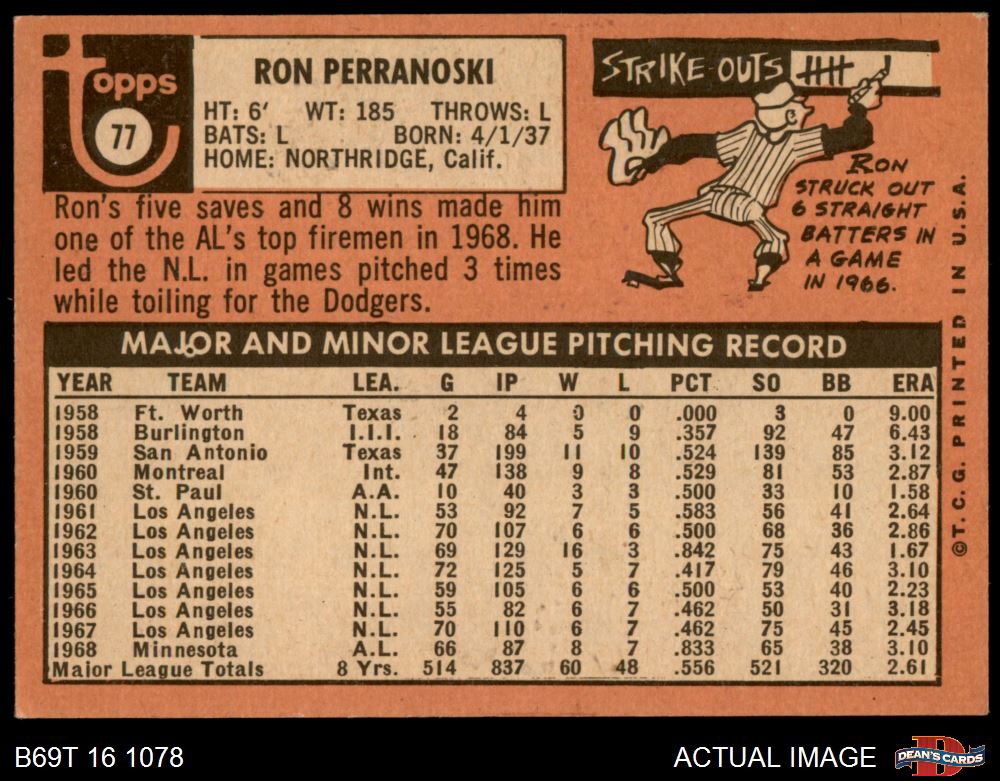 Topps
77
RON PERRANOSKI
HT: 6' WT: 185 THROWS: L
BATS: L BORN: 4/1/37
HOME: NORTHRIDGE, Calif.
Ron's five saves and 8 wins made him
one of the AL's top firemen in 1968. He
led the N.L. in games pitched 3 times
while toiling for the Dodgers.
STRIKE-OUTS
RON
STRUCK OUT
6 STRAIGHT
BATTERS IN
A GAME
IN 1966.
©T.C.G. PRINTED IN U.S.A.
MAJOR AND MINOR LEAGUE PITCHING RECORD
YEAR TEAM LEA. G IP W L PCT SO BB ERA
1958 Ft. Worth Texas 2 4 0 0 .000 3 0 9.00
1958 Burlington I.I.I. 18 84 5 9 .357 92 47 6.43
1959 San Antonio Texas 37 199 11 10 .524 139 85 3.12
1960 Montreal Int. 47 138 9 8 .529 81 53 2.87
1960 St. Paul A.A. 10 40 3 3 .500 33 10 1.58
1961 Los Angeles N.L. 53 92 7 5 .583 56 41 2.64
1962 Los Angeles N.L. 70 107 6 6 .500 68 36 2.86
1963 Los Angeles N.L. 69 129 16 3 .842 75 43 1.67
1964 Los Angeles N.L. 72 125 5 7 .417 79 46 3.10
1965 Los Angeles N.L. 59 105 6 6 .500 53 40 2.23
1966 Los Angeles N.L. 55 82 6 7 .462 50 31 3.18
1967 Los Angeles N.L. 70 110 6 7 .462 75 45 2.45
1968 Minnesota A.L. 66 87 8 7 .833 65 38 3.10
Major League Totals 8 Yrs. 514 837 60 48 .556 521 320 2.61
B69T 16 1078
ACTUAL IMAGE
DEAN'S CARDS